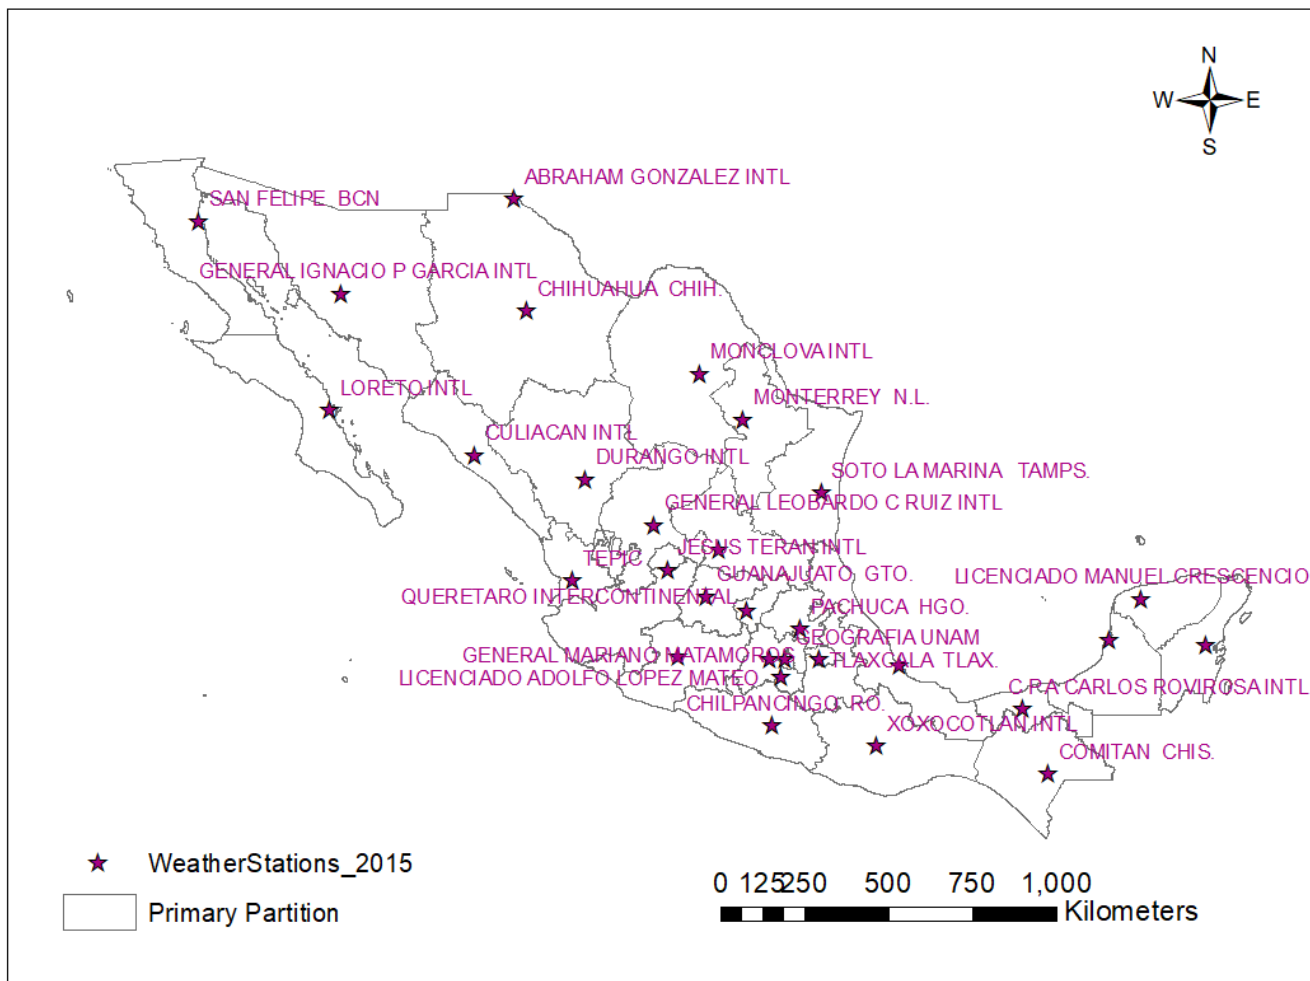 N
W E
S
ABRAHAM GONZALEZ INTL
SAN FELIPE BCN
GENERAL IGNACIO P GARCIA INTL
CHIHUAHUA CHIH.
MONCLOVA INTL
LORETO INTL
MONTERREY N.L.
CULIACAN INTL
DURANGO INTL
SOTO LA MARINA TAMPS.
GENERAL LEOBARDO C RUIZ INTL
JESUS TERAN INTL
TEPIC
GUANAJUATO GTO.
LICENCIADO MANUEL CRESCENCIO
QUERETARO INTERCONTINENTAL
PACHUCA HGO.
GEOGRAFIA UNAM
GENERAL MARIANO MATAMOROS
TLAXCALA TLAX.
LICENCIADO ADOLFO LOPEZ MATEO
C P A CARLOS ROVIROSA INTL
CHILPANCINGO RO.
XOXOCOTLAN INTL
COMITAN CHIS.
WeatherStations_2015
Primary Partition
0 125250 500 750 1,000
Kilometers